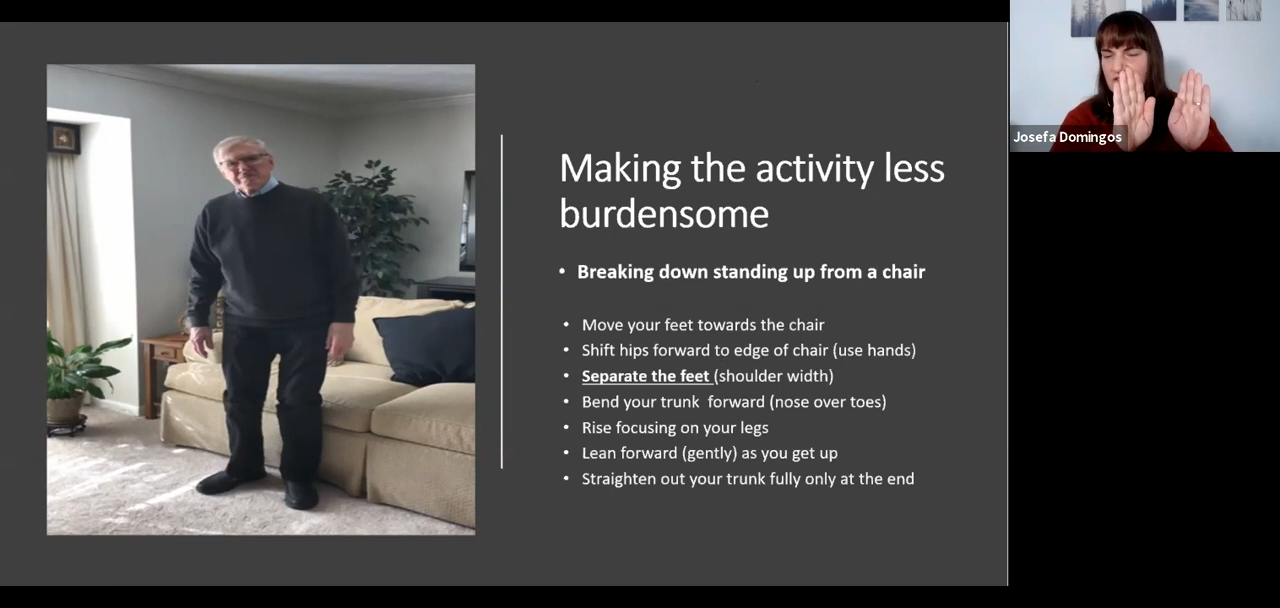 Josefa Domingos
Making the activity less
burdensome
• Breaking down standing up from a chair
• Move your feet towards the chair
• Shift hips forward to edge of chair (use hands)
• Separate the feet (shoulder width)
• Bend your trunk  forward (nose over toes)
• Rise focusing on your legs
• Lean forward (gently) as you get up
• Straighten out your trunk fully only at the end